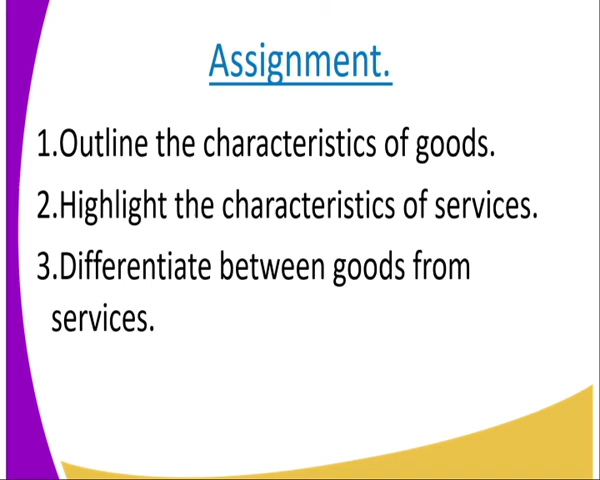 Assignment.
1.Outline the characteristics of goods.
2.Highlight the characteristics of services.
3.Differentiate between goods from
services.